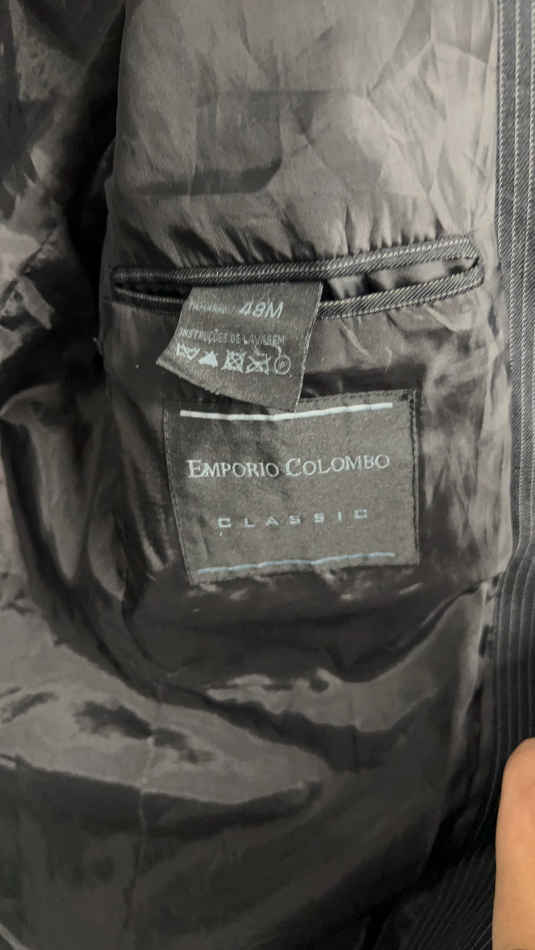 48M
INSTRUÇÕES DE LAVAGEM
EMPORIO COLOMBO
CLASSIC